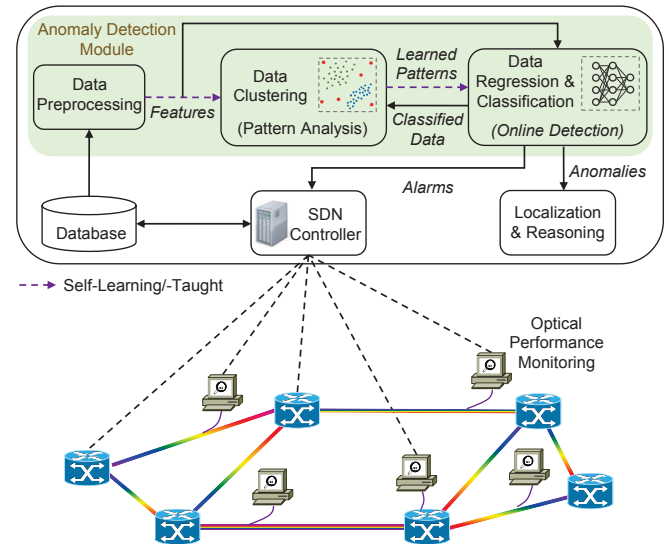 Anomaly Detection
Module
Data
Preprocessing
Features
Data
Clustering
(Pattern Analysis)
Learned
Patterns
Classified
Data
Data
Regression &
Classification
(Online Detection)
Alarms
Anomalies
Database
SDN
Controller
Localization
& Reasoning
Self-Learning/-Taught
Optical
Performance
Monitoring